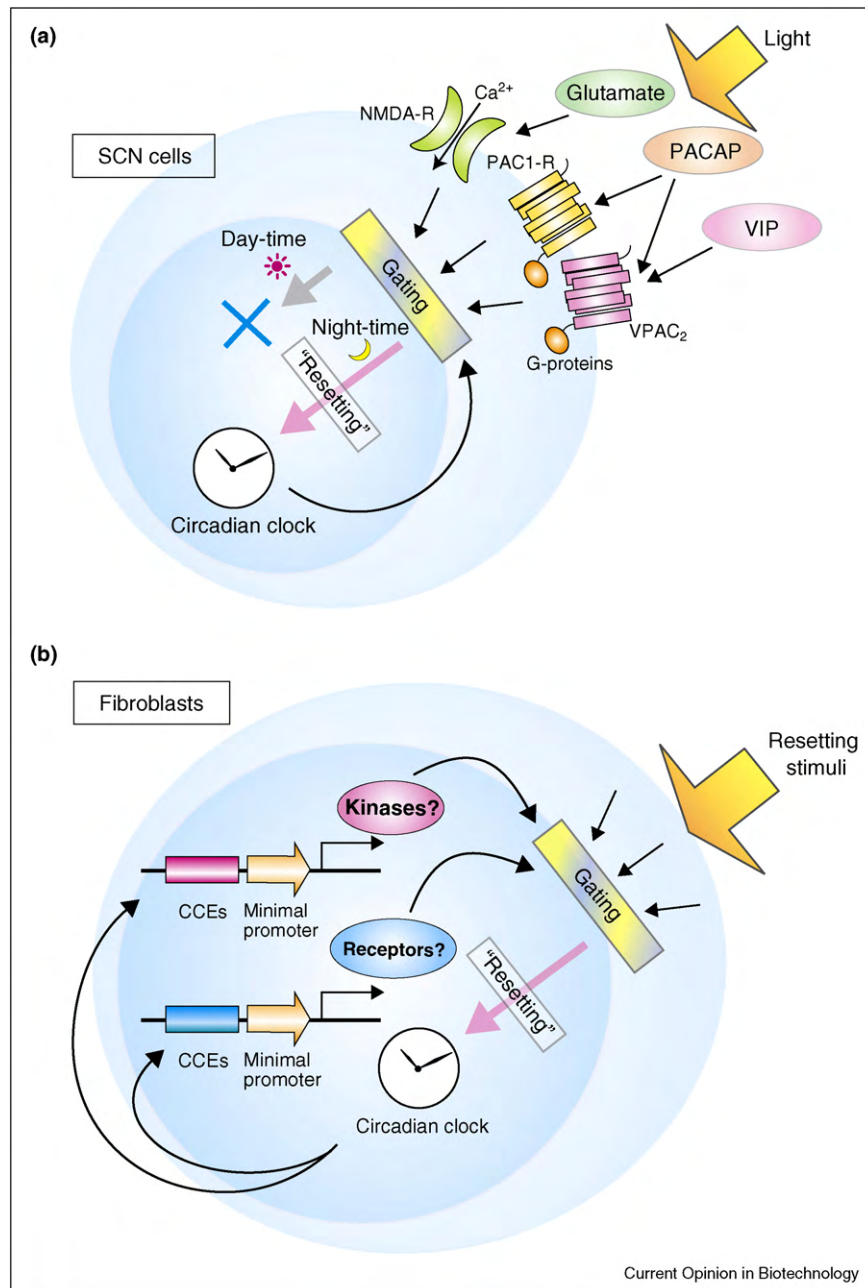 (a)
Light
Glutamate
Ca²⁺
NMDA-R
SCN cells
PAC1-R
PACAP
VIP
Day-time
Gating
Night-time
VPAC₂
G-proteins
"Resetting"
Circadian clock
(b)
Fibroblasts
Resetting
stimuli
Kinases?
Gating
CCEs
Minimal
promoter
Receptors?
"Resetting"
CCEs
Minimal
promoter
Circadian clock
Current Opinion in Biotechnology